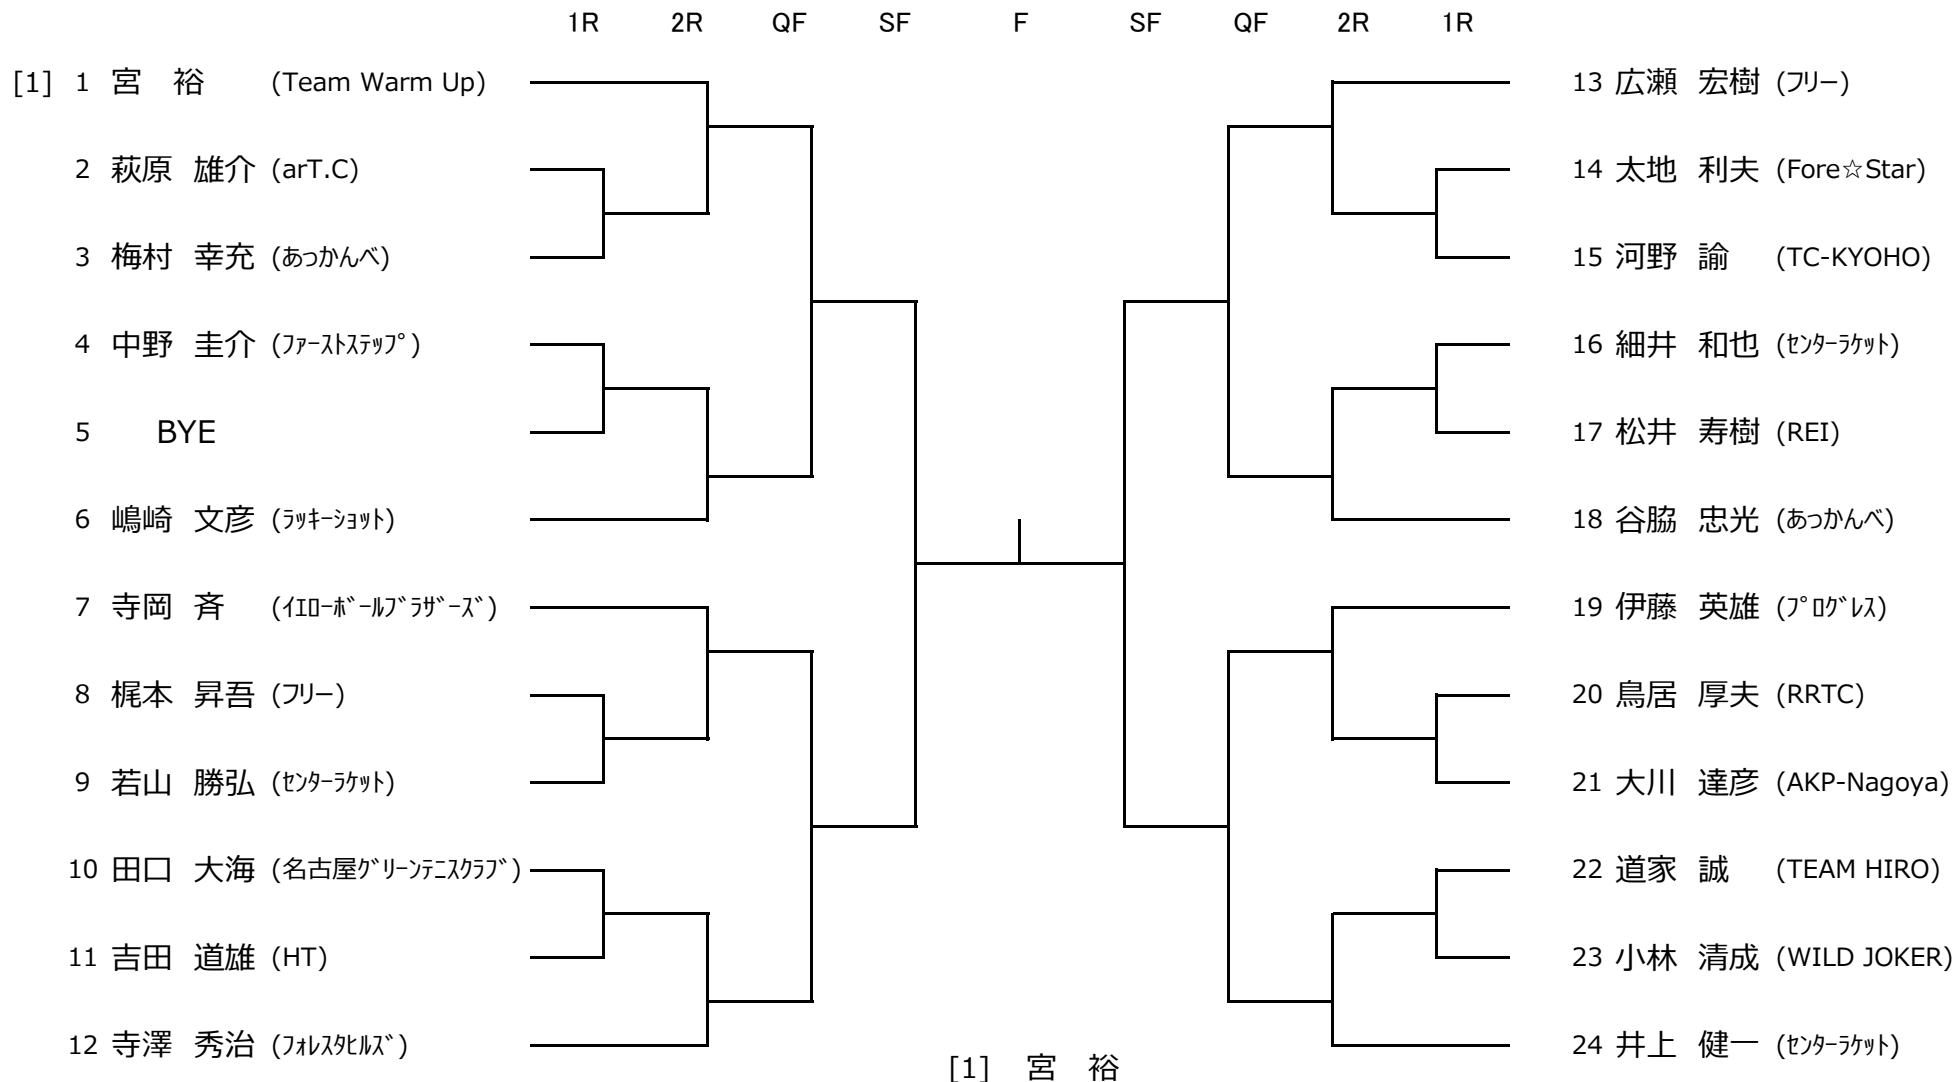 1R 2R QF SF F SF QF 2R 1R
[1] 1 宮 裕 (Team Warm Up)
2 萩原 雄介 (arT.C)
3 梅村 幸充 (あっかんべ)
4 中野 圭介 (ﾌｧｰｽﾄｽﾃｯﾌﾟ)
5 BYE
6 嶋崎 文彦 (ﾗｯｷｰｼｮｯﾄ)
7 寺岡 斉 (ｲｴﾛｰﾎﾞｰﾙﾌﾞﾗｻﾞｰｽﾞ)
8 梶本 昇吾 (フリー)
9 若山 勝弘 (ｾﾝﾀｰﾗｹｯﾄ)
10 田口 大海 (名古屋ｸﾞﾘｰﾝﾃﾆｽｸﾗﾌﾞ)
11 吉田 道雄 (HT)
12 寺澤 秀治 (ﾌｫﾚｽﾀﾋﾙｽﾞ)
13 広瀬 宏樹 (フリー)
14 太地 利夫 (Fore☆Star)
15 河野 諭 (TC-KYOHO)
16 細井 和也 (ｾﾝﾀｰﾗｹｯﾄ)
17 松井 寿樹 (REI)
18 谷脇 忠光 (あっかんべ)
19 伊藤 英雄 (ﾌﾟﾛｸﾞﾚｽ)
20 鳥居 厚夫 (RRTC)
21 大川 達彦 (AKP-Nagoya)
22 道家 誠 (TEAM HIRO)
23 小林 清成 (WILD JOKER)
24 井上 健一 (ｾﾝﾀｰﾗｹｯﾄ)
[1] 宮 裕